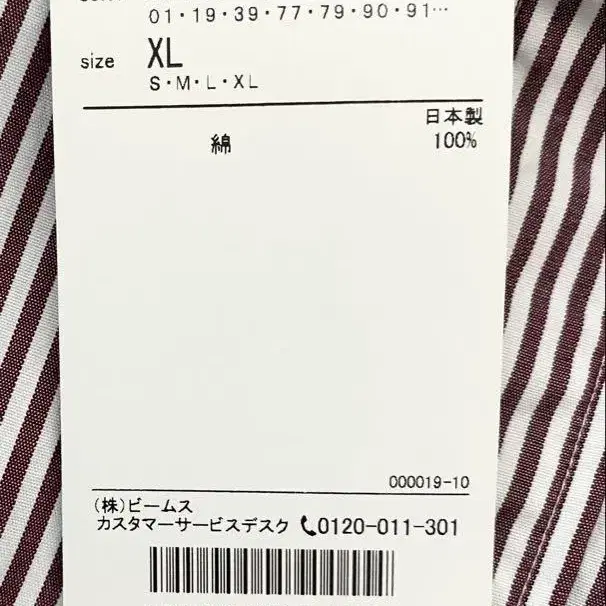 01・19・39・77・79・90・91…
size XL
S・M・L・XL
日本製
綿 100%
000019-10
(株)ビームス
カスタマーサービスデスク 0120-011-301